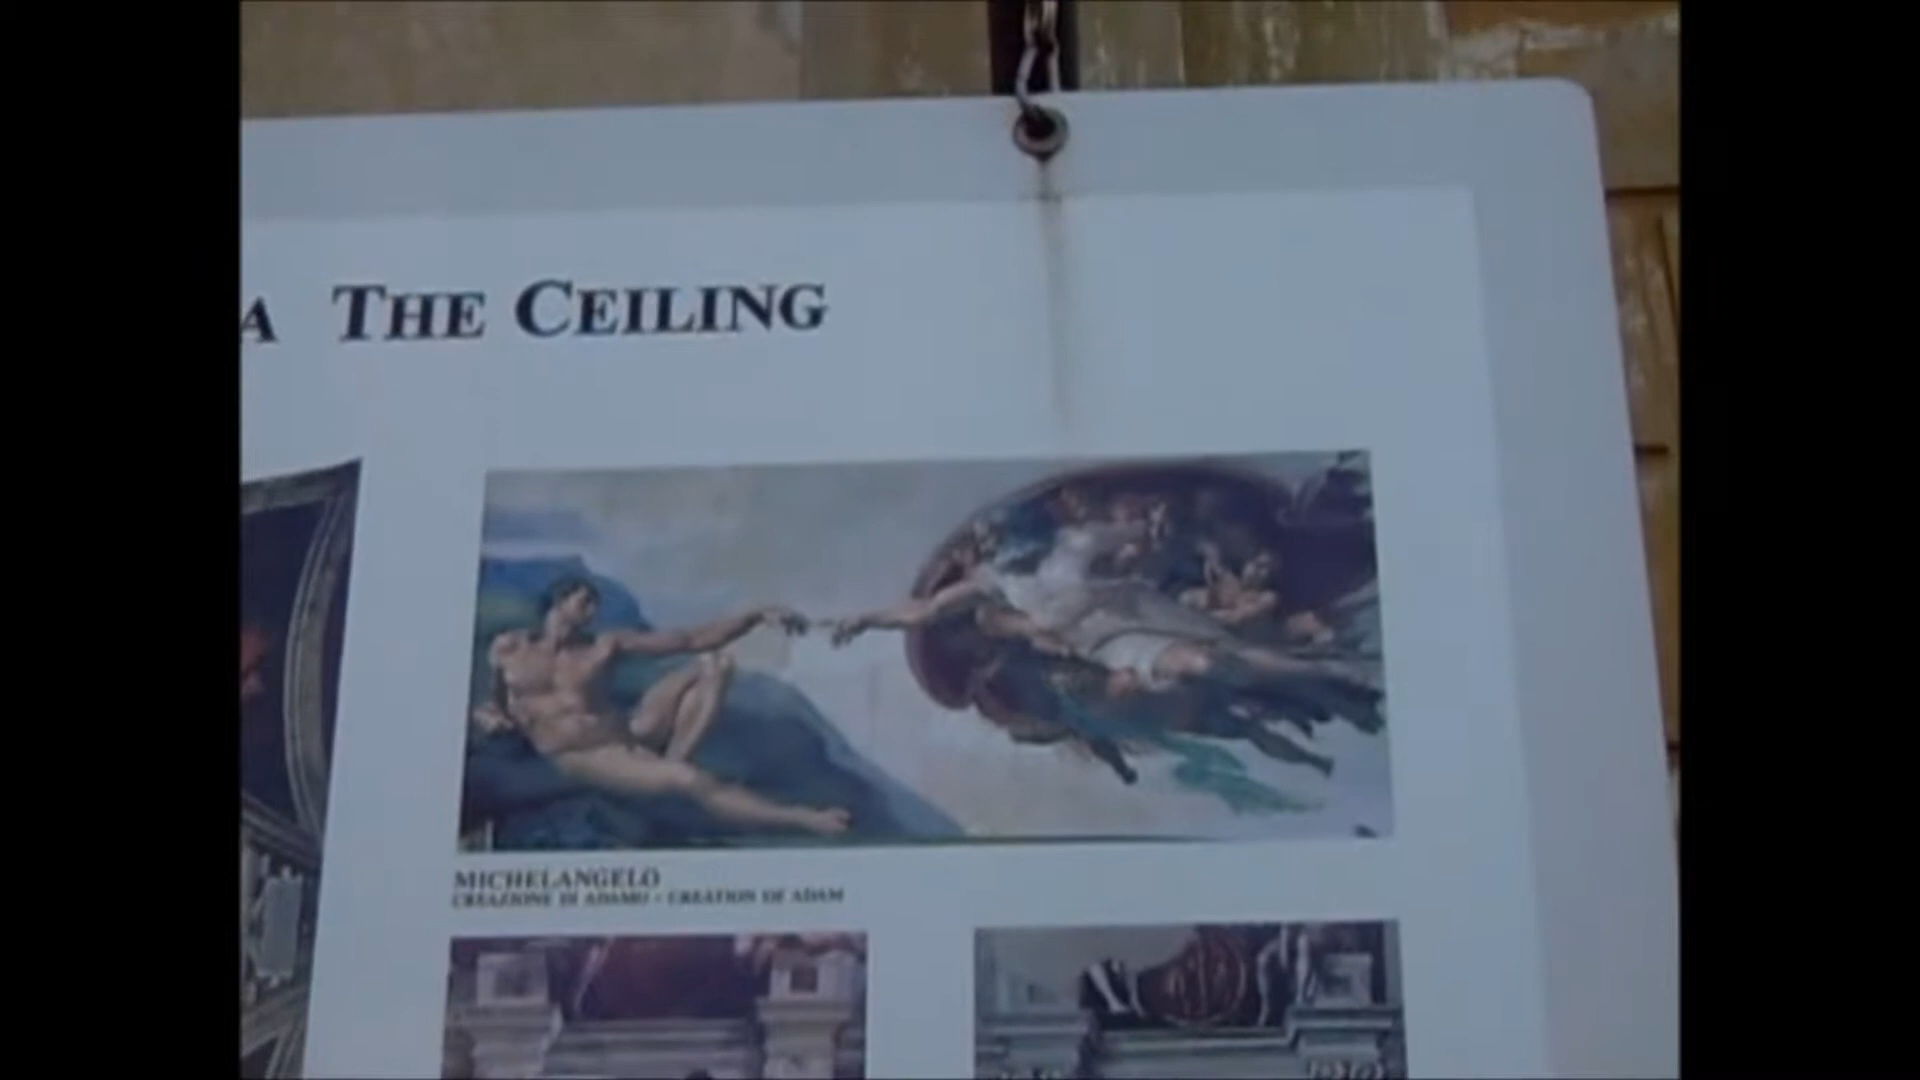 A THE CEILING
MICHELANGELO
CREAZIONE DI ADAMO - CREATION OF ADAM